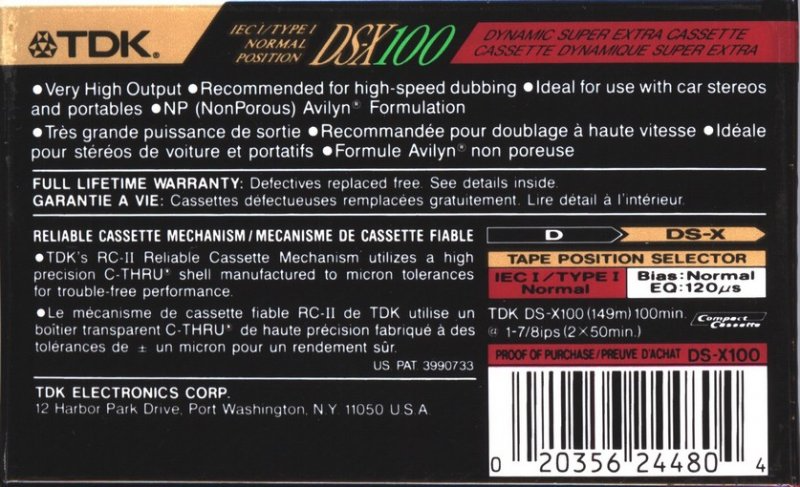 TDK®
IEC I/TYPE I
NORMAL
POSITION
DS-X100
DYNAMIC SUPER EXTRA CASSETTE
CASSETTE DYNAMIQUE SUPER EXTRA
●Very High Output ●Recommended for high-speed dubbing ●Ideal for use with car stereos
and portables ●NP (NonPorous) Avilyn® Formulation
●Très grande puissance de sortie ●Recommandée pour doublage à haute vitesse ●Idéale
pour stéréos de voiture et portatifs ●Formule Avilyn® non poreuse
FULL LIFETIME WARRANTY: Defectives replaced free. See details inside.
GARANTIE A VIE: Cassettes défectueuses remplacées gratuitement. Lire détail à l'intérieur.
RELIABLE CASSETTE MECHANISM/MECANISME DE CASSETTE FIABLE
●TDK's RC-II Reliable Cassette Mechanism utilizes a high
precision C-THRU* shell manufactured to micron tolerances
for trouble-free performance.
●Le mécanisme de cassette fiable RC-II de TDK utilise un
boîtier transparent C-THRU* de haute précision fabriqué à des
tolérances de ± un micron pour un rendement sûr.
US PAT 3990733
TDK ELECTRONICS CORP.
12 Harbor Park Drive, Port Washington, N.Y. 11050 U.S.A.
D DS-X
TAPE POSITION SELECTOR
IEC I/TYPE I
Normal
Bias: Normal
EQ: 120μs
TDK DS-X100 (149m) 100min.
@ 1-7/8ips (2×50min.)
Compact
Cassette
PROOF OF PURCHASE/PREUVE D'ACHAT DS-X100
0 20356 24480 4